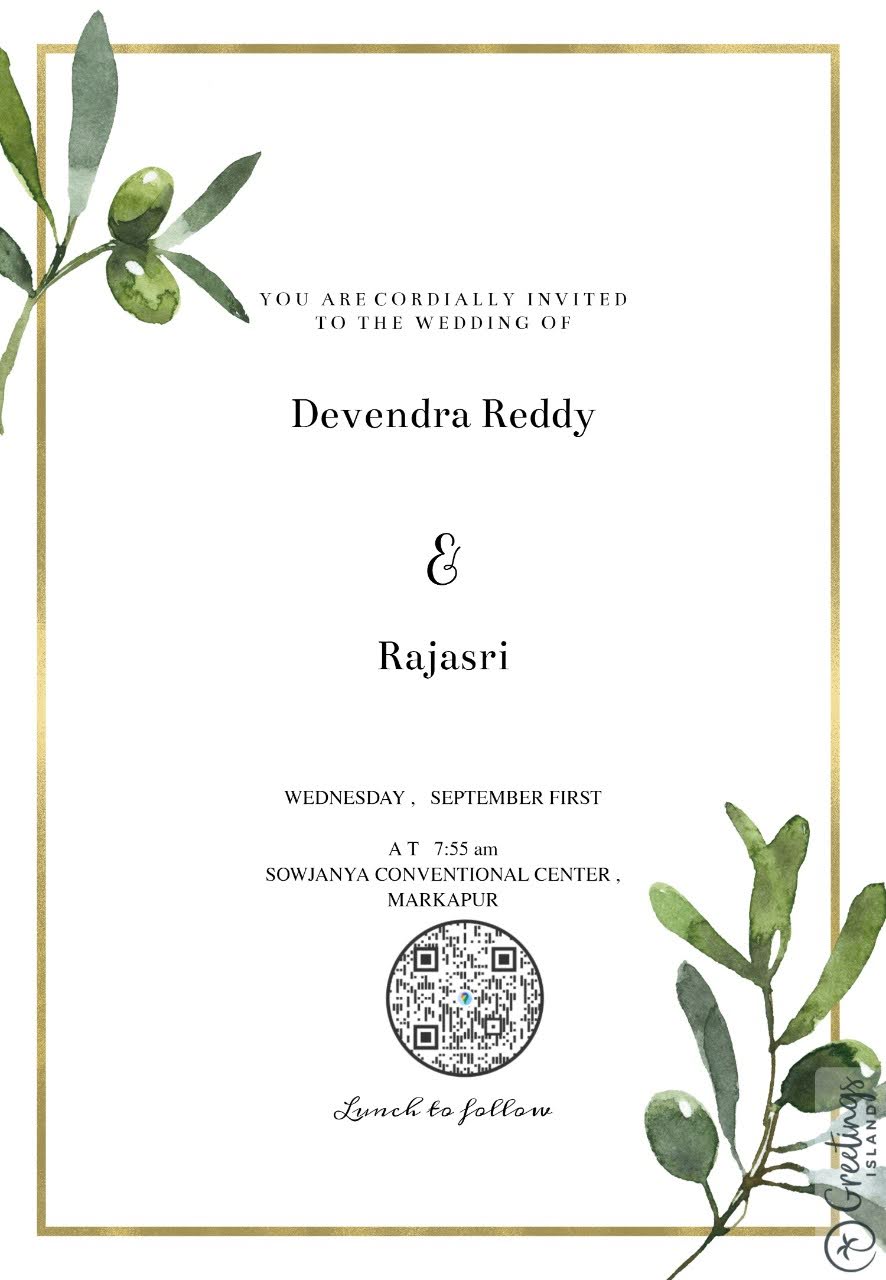 YOU ARE CORDIALLY INVITED
TO THE WEDDING OF
Devendra Reddy
&
Rajasri
WEDNESDAY , SEPTEMBER FIRST
A T 7:55 am
SOWJANYA CONVENTIONAL CENTER ,
MARKAPUR
Lunch to follow
Greetings
ISLAND